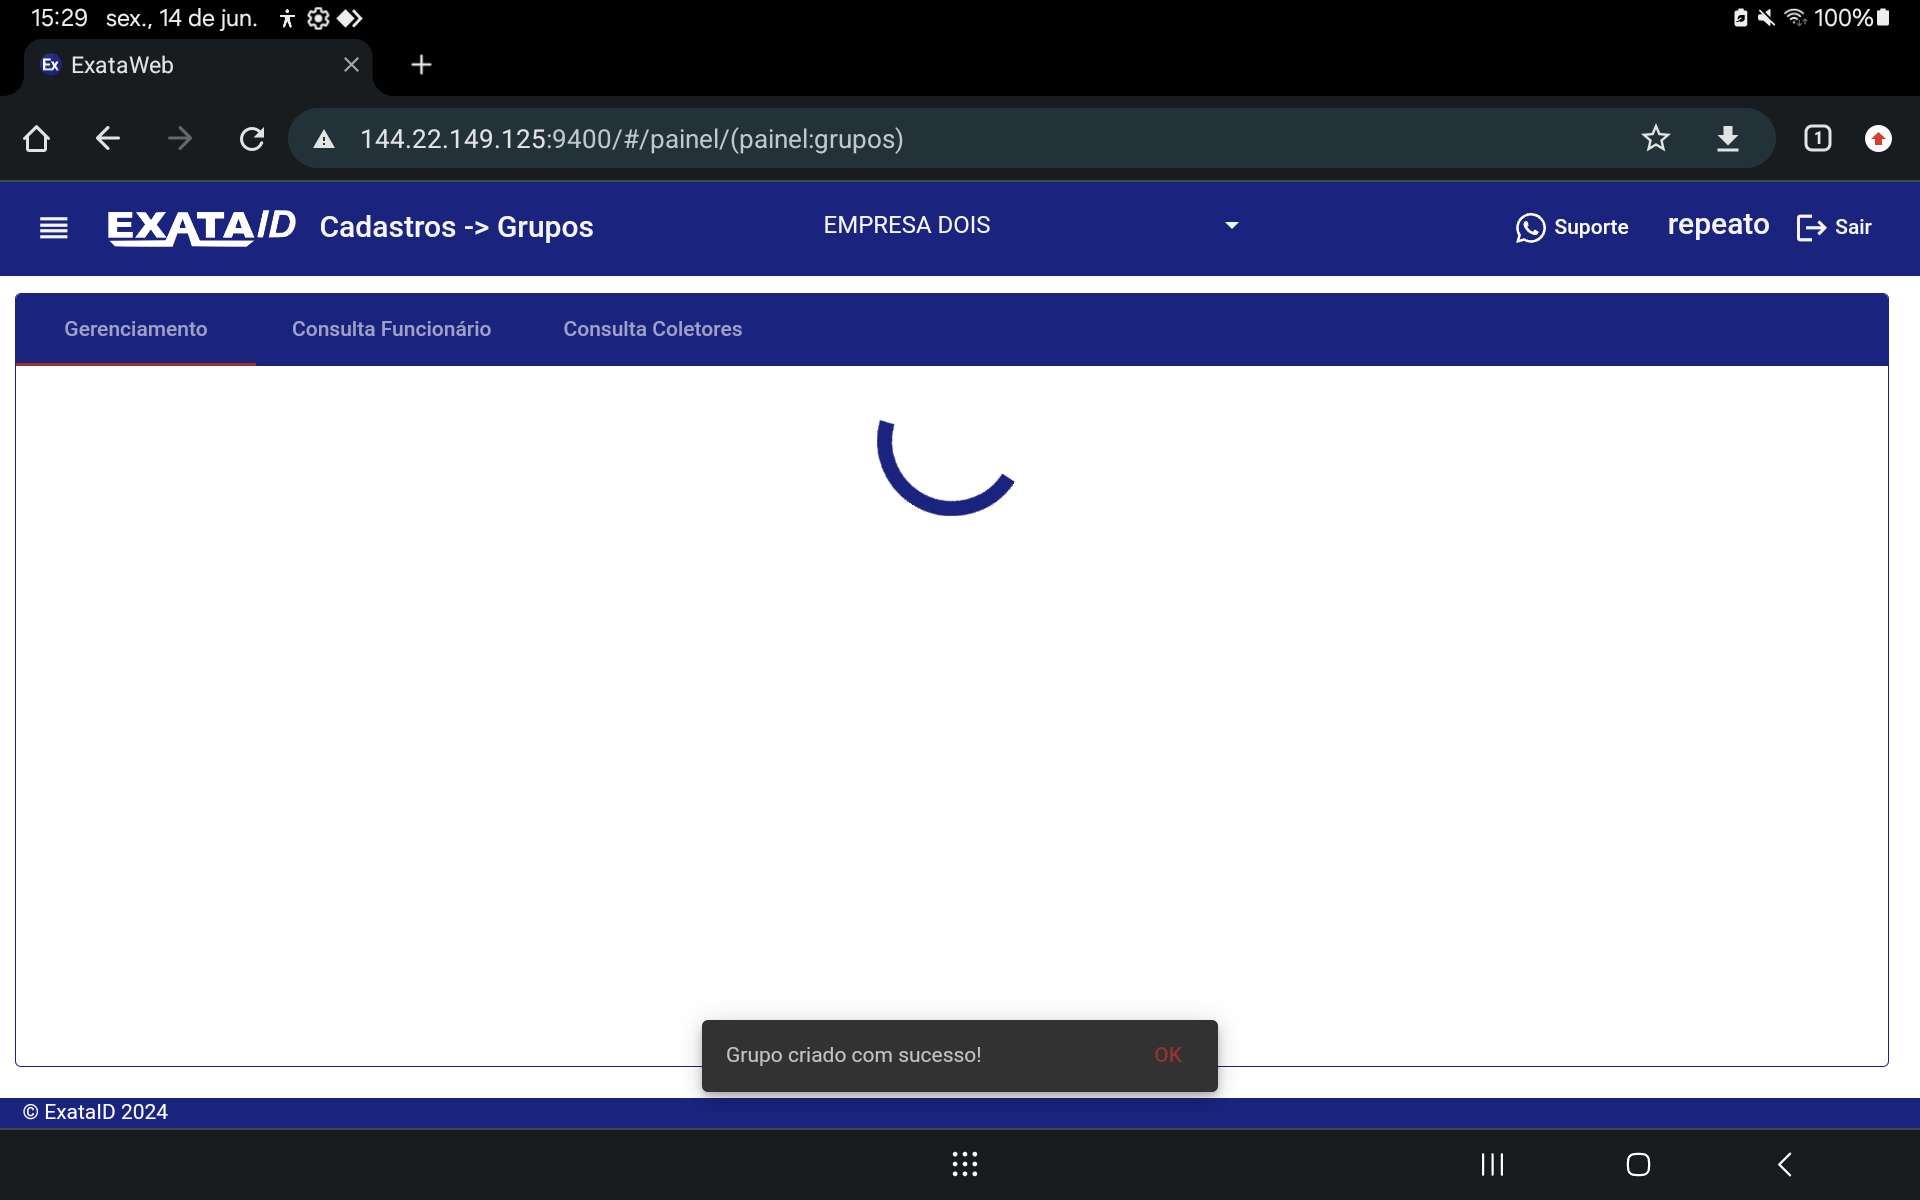 15:29 sex., 14 de jun. 100%
Ex ExataWeb
144.22.149.125:9400/#/painel/(painel:grupos) 1
EXATAID Cadastros -> Grupos EMPRESA DOIS Suporte repeato Sair
Gerenciamento Consulta Funcionário Consulta Coletores
Grupo criado com sucesso! OK
© ExataID 2024